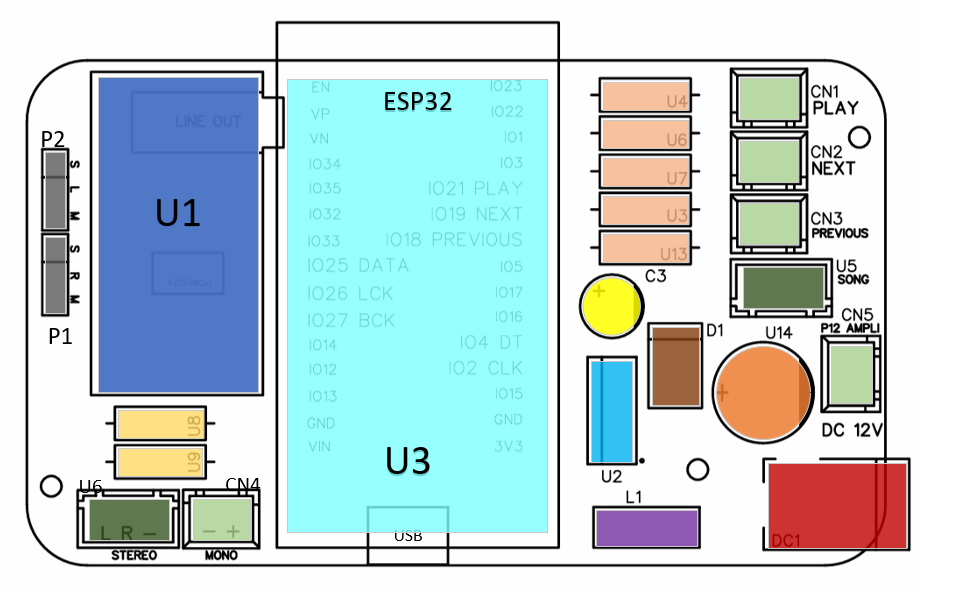 EN
IO23
ESP32
VP
IO22
VN
IO1
IO34
IO3
IO35
IO21 PLAY
IO32
IO19 NEXT
IO33
IO18 PREVIOUS
IO25 DATA
IO5
IO26 LCK
IO17
IO27 BCK
IO16
IO14
IO4 DT
IO12
IO2 CLK
IO13
IO15
GND
GND
VIN
3V3
U3
USB
LINE OUT
U1
P2
S L M
S R M
P1
U8
U9
U6
L R −
STEREO
CN4
− +
MONO
U4
U6
U7
U3
U13
CN1
PLAY
CN2
NEXT
CN3
PREVIOUS
U5
SONG
C3
+
D1
U14
+
CN5
P12 AMPLI
DC 12V
U2
L1
DC1